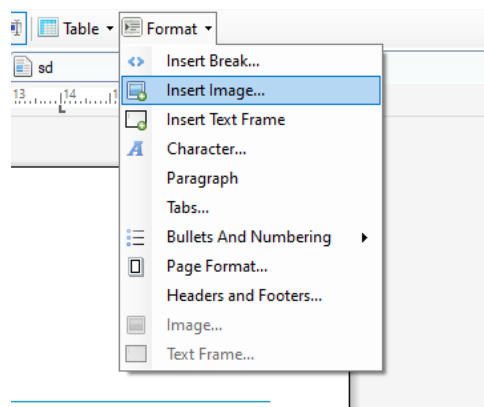 Table Format
sd
13 14
Insert Break...
Insert Image...
Insert Text Frame
Character...
Paragraph
Tabs...
Bullets And Numbering
Page Format...
Headers and Footers...
Image...
Text Frame...